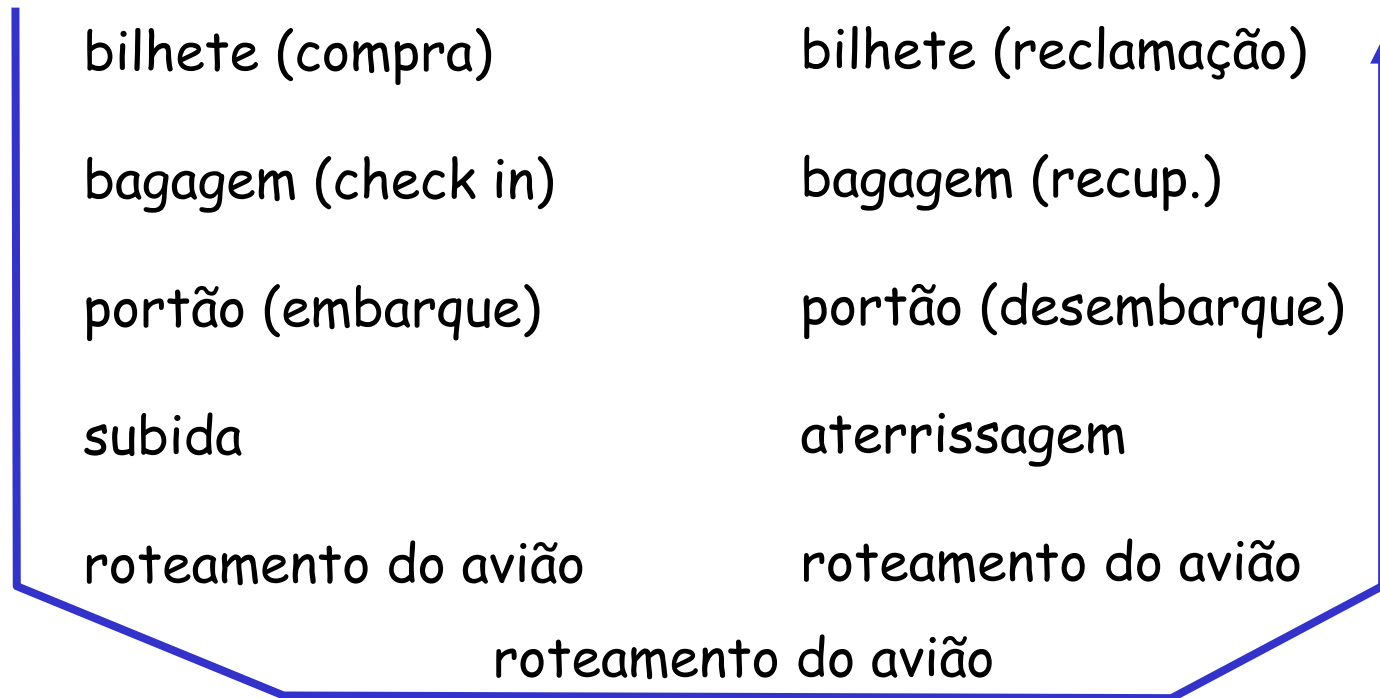 bilhete (compra)
bagagem (check in)
portão (embarque)
subida
roteamento do avião
bilhete (reclamação)
bagagem (recup.)
portão (desembarque)
aterrissagem
roteamento do avião
roteamento do avião